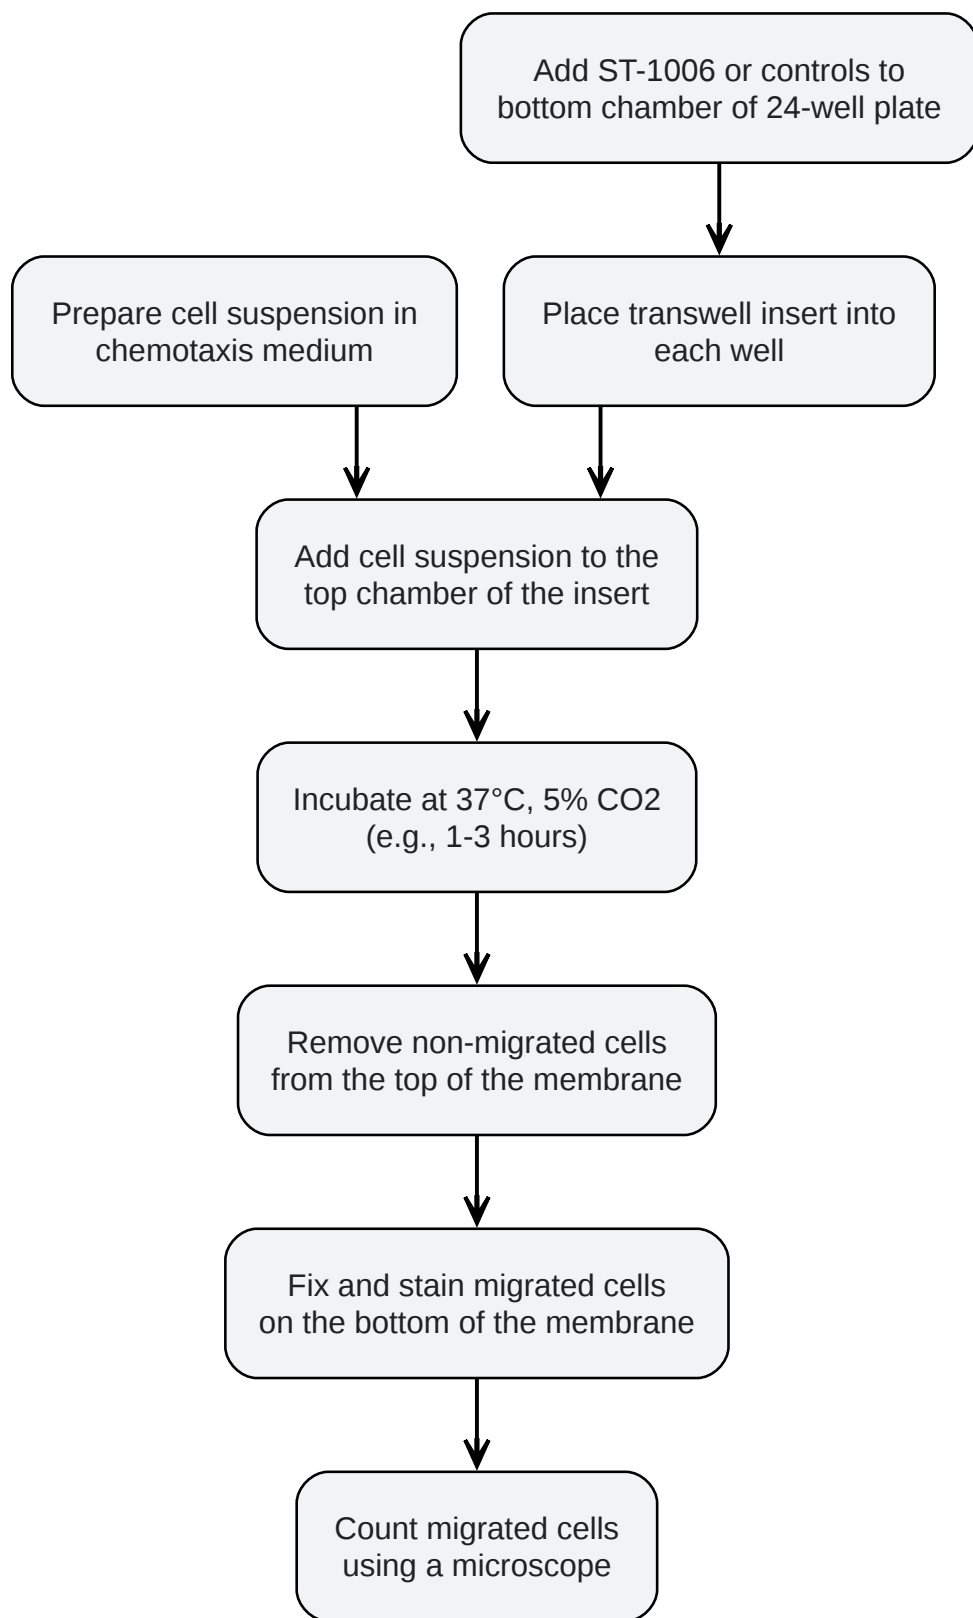 Add ST-1006 or controls to
bottom chamber of 24-well plate
Prepare cell suspension in
chemotaxis medium
Place transwell insert into
each well
Add cell suspension to the
top chamber of the insert
Incubate at 37°C, 5% CO2
(e.g., 1-3 hours)
Remove non-migrated cells
from the top of the membrane
Fix and stain migrated cells
on the bottom of the membrane
Count migrated cells
using a microscope